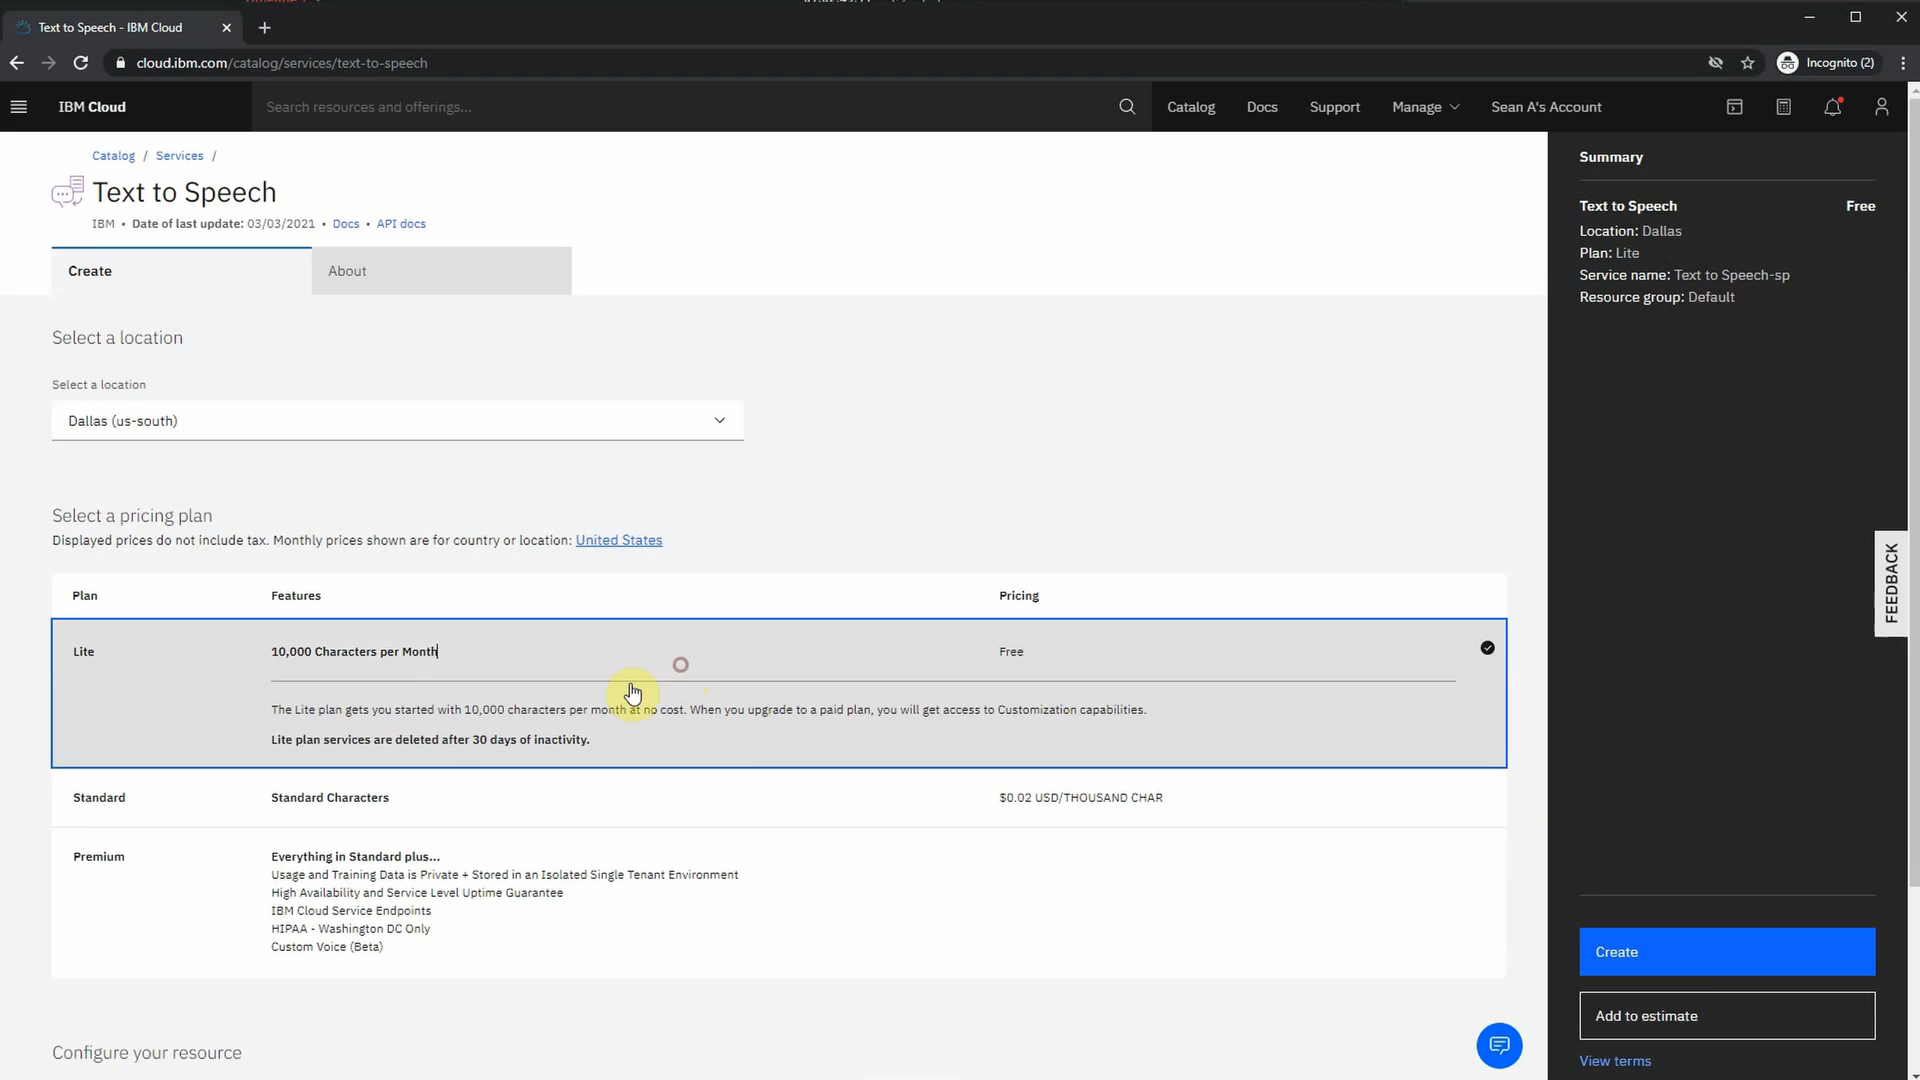 Text to Speech - IBM Cloud
cloud.ibm.com/catalog/services/text-to-speech
Incognito (2)
IBM Cloud
Search resources and offerings...
Catalog
Docs
Support
Manage
Sean A's Account
Catalog / Services /
Text to Speech
IBM • Date of last update: 03/03/2021 • Docs • API docs
Create
About
Select a location
Select a location
Dallas (us-south)
Select a pricing plan
Displayed prices do not include tax. Monthly prices shown are for country or location: United States
Plan
Features
Pricing
Lite
10,000 Characters per Month
Free
The Lite plan gets you started with 10,000 characters per month at no cost. When you upgrade to a paid plan, you will get access to Customization capabilities.
Lite plan services are deleted after 30 days of inactivity.
Standard
Standard Characters
$0.02 USD/THOUSAND CHAR
Premium
Everything in Standard plus...
Usage and Training Data is Private + Stored in an Isolated Single Tenant Environment
High Availability and Service Level Uptime Guarantee
IBM Cloud Service Endpoints
HIPAA - Washington DC Only
Custom Voice (Beta)
Configure your resource
Summary
Text to Speech
Free
Location: Dallas
Plan: Lite
Service name: Text to Speech-sp
Resource group: Default
FEEDBACK
Create
Add to estimate
View terms